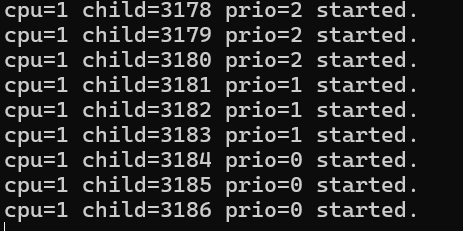 cpu=1 child=3178 prio=2 started.
cpu=1 child=3179 prio=2 started.
cpu=1 child=3180 prio=2 started.
cpu=1 child=3181 prio=1 started.
cpu=1 child=3182 prio=1 started.
cpu=1 child=3183 prio=1 started.
cpu=1 child=3184 prio=0 started.
cpu=1 child=3185 prio=0 started.
cpu=1 child=3186 prio=0 started.